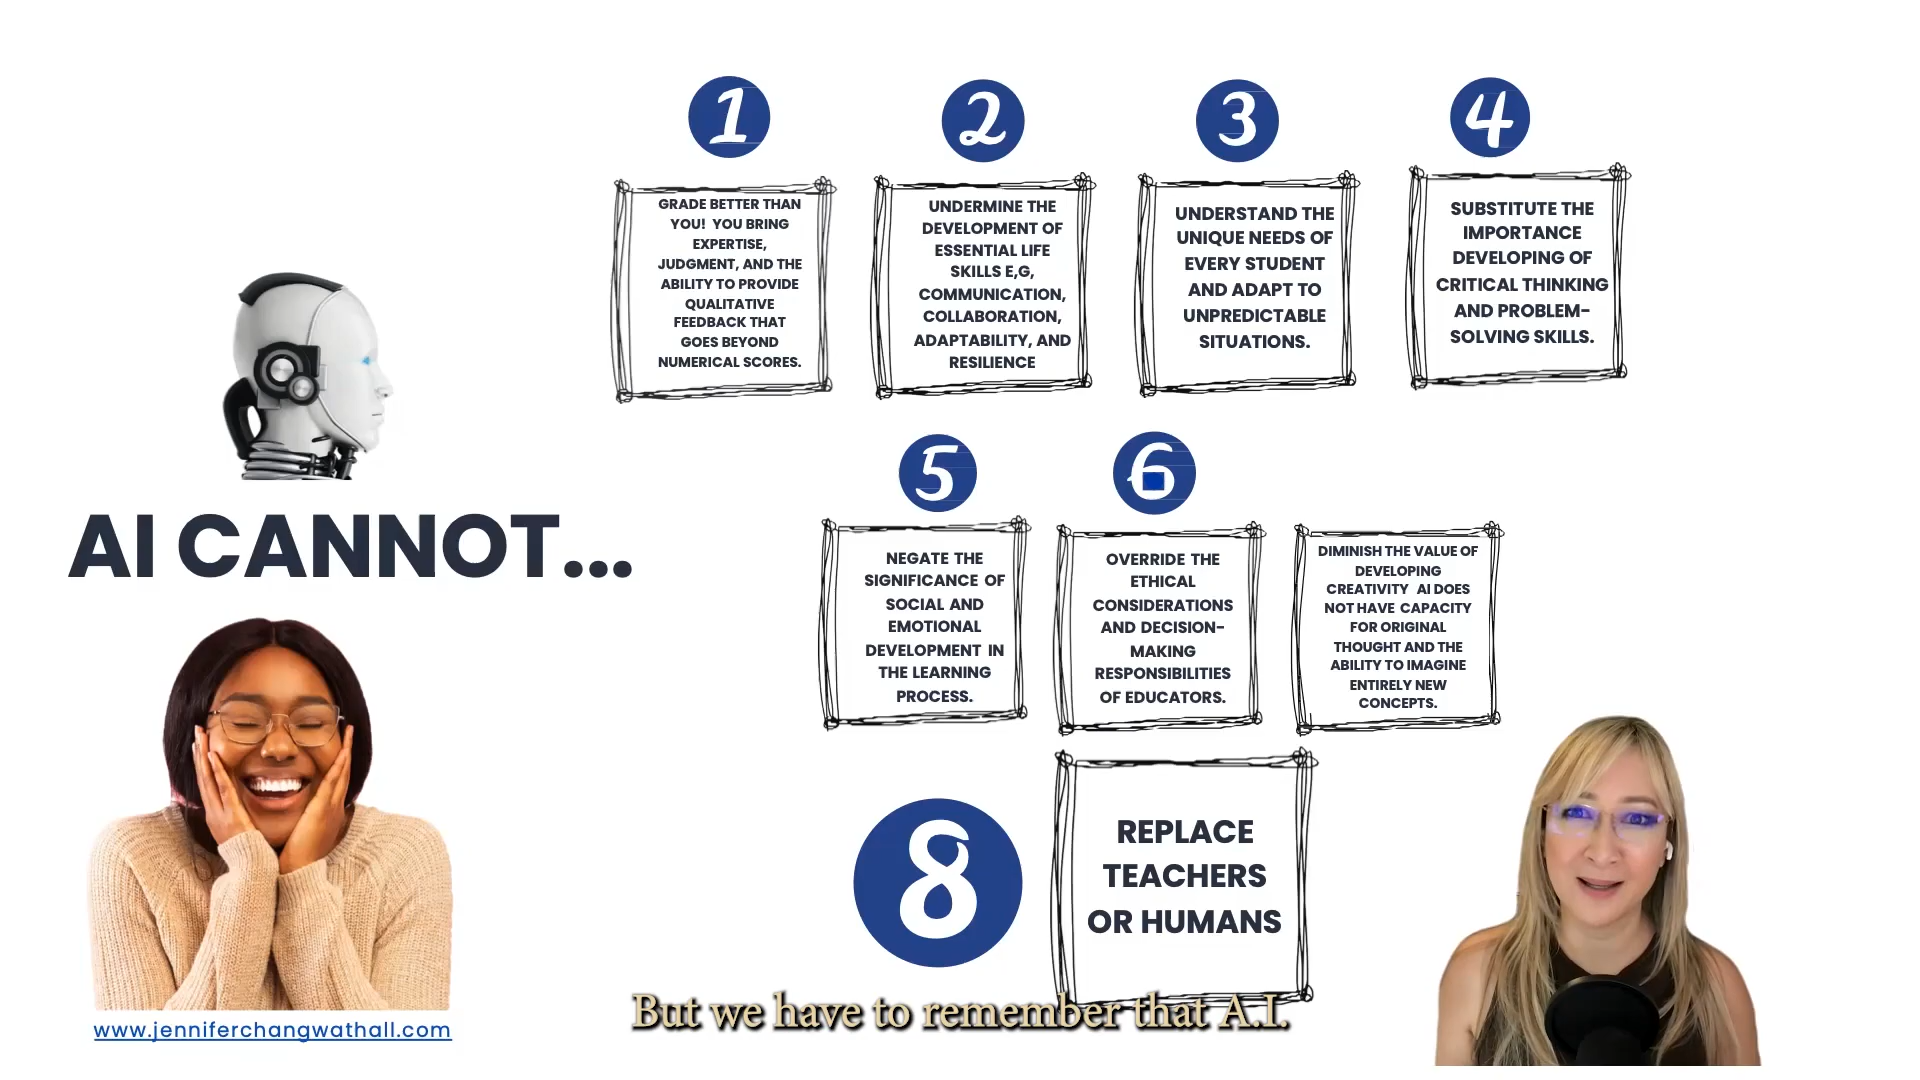 1
2
3
4
GRADE BETTER THAN
YOU! YOU BRING
EXPERTISE,
JUDGMENT, AND THE
ABILITY TO PROVIDE
QUALITATIVE
FEEDBACK THAT
GOES BEYOND
NUMERICAL SCORES.
UNDERMINE THE
DEVELOPMENT OF
ESSENTIAL LIFE
SKILLS E,G,
COMMUNICATION,
COLLABORATION,
ADAPTABILITY, AND
RESILIENCE
UNDERSTAND THE
UNIQUE NEEDS OF
EVERY STUDENT
AND ADAPT TO
UNPREDICTABLE
SITUATIONS.
SUBSTITUTE THE
IMPORTANCE
DEVELOPING OF
CRITICAL THINKING
AND PROBLEM-
SOLVING SKILLS.
AI CANNOT...
5
6
NEGATE THE
SIGNIFICANCE OF
SOCIAL AND
EMOTIONAL
DEVELOPMENT IN
THE LEARNING
PROCESS.
OVERRIDE THE
ETHICAL
CONSIDERATIONS
AND DECISION-
MAKING
RESPONSIBILITIES
OF EDUCATORS.
DIMINISH THE VALUE OF
DEVELOPING
CREATIVITY AI DOES
NOT HAVE CAPACITY
FOR ORIGINAL
THOUGHT AND THE
ABILITY TO IMAGINE
ENTIRELY NEW
CONCEPTS.
8
REPLACE
TEACHERS
OR HUMANS
But we have to remember that A.I.
www.jenniferchangwathall.com